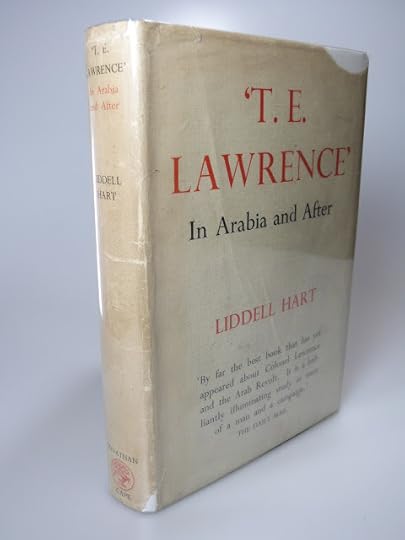 'T. E.
LAWRENCE'
In Arabia
and After
LIDDELL
HART
JONATHAN
CAPE
'T. E.
LAWRENCE'
In Arabia and After
LIDDELL HART
'By far the best book that has yet
appeared about Colonel Lawrence
and the Arab Revolt. It is a bril-
liantly illuminating study at once
of a man and a campaign.'
THE DAILY MAIL